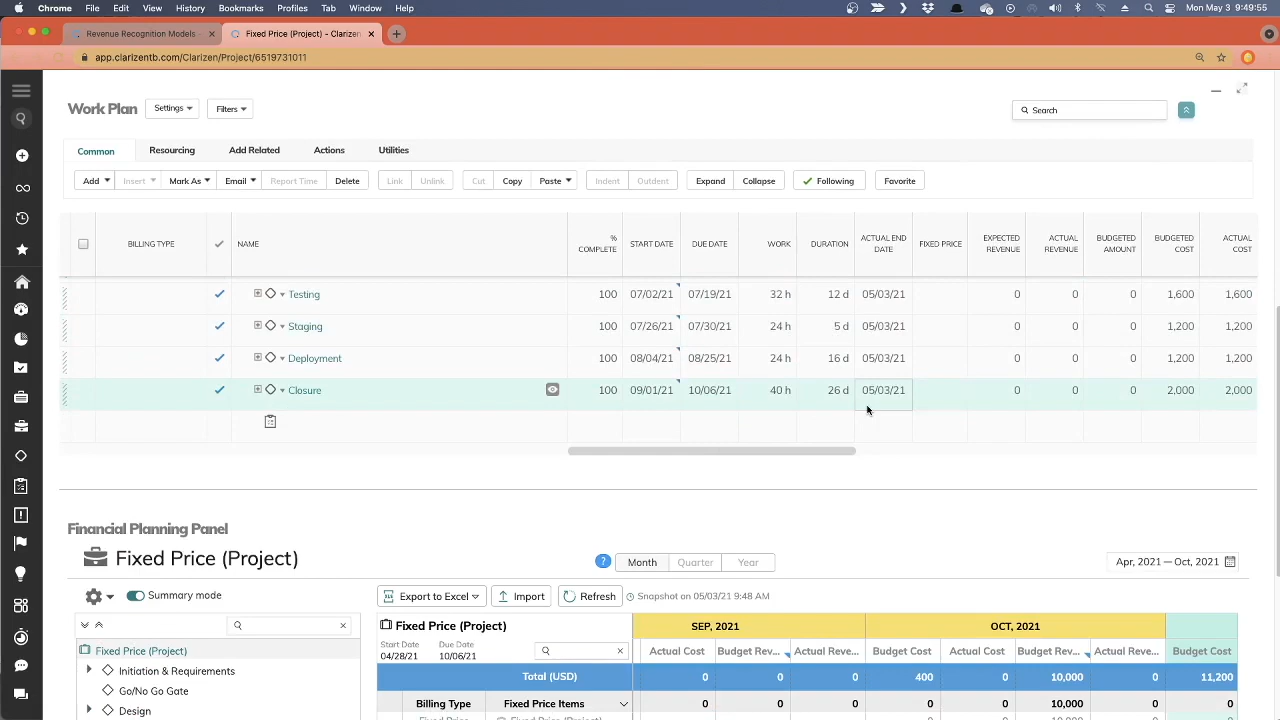 Chrome File Edit View History Bookmarks Profiles Tab Window Help Mon May 3 9:49:55
Revenue Recognition Models - × Fixed Price (Project) - Clarizen ×
app.clarizentb.com/Clarizen/Project/6519731011
Work Plan Settings Filters Search
Common Resourcing Add Related Actions Utilities
Add Insert Mark As Email Report Time Delete Link Unlink Cut Copy Paste Indent Outdent Expand Collapse Following Favorite
BILLING TYPE NAME % COMPLETE START DATE DUE DATE WORK DURATION ACTUAL END DATE FIXED PRICE EXPECTED REVENUE ACTUAL REVENUE BUDGETED AMOUNT BUDGETED COST ACTUAL COST
Testing 100 07/02/21 07/19/21 32 h 12 d 05/03/21 0 0 0 1,600 1,600
Staging 100 07/26/21 07/30/21 24 h 5 d 05/03/21 0 0 0 1,200 1,200
Deployment 100 08/04/21 08/25/21 24 h 16 d 05/03/21 0 0 0 1,200 1,200
Closure 100 09/01/21 10/06/21 40 h 26 d 05/03/21 0 0 0 2,000 2,000
Financial Planning Panel
Fixed Price (Project) ? Month Quarter Year Apr, 2021 — Oct, 2021
Summary mode Export to Excel Import Refresh Snapshot on 05/03/21 9:48 AM
Fixed Price (Project) SEP, 2021 OCT, 2021
Start Date Due Date
04/28/21 10/06/21
Actual Cost Budget Rev... Actual Reve... Budget Cost Actual Cost Budget Rev... Actual Reve... Budget Cost
Fixed Price (Project)
Total (USD) 0 0 0 400 0 10,000 0 11,200
Initiation & Requirements
Go/No Go Gate
Design
Billing Type Fixed Price Items 0 0 0 0 0 10,000 0 0
Fixed Price Fixed Price (Project)